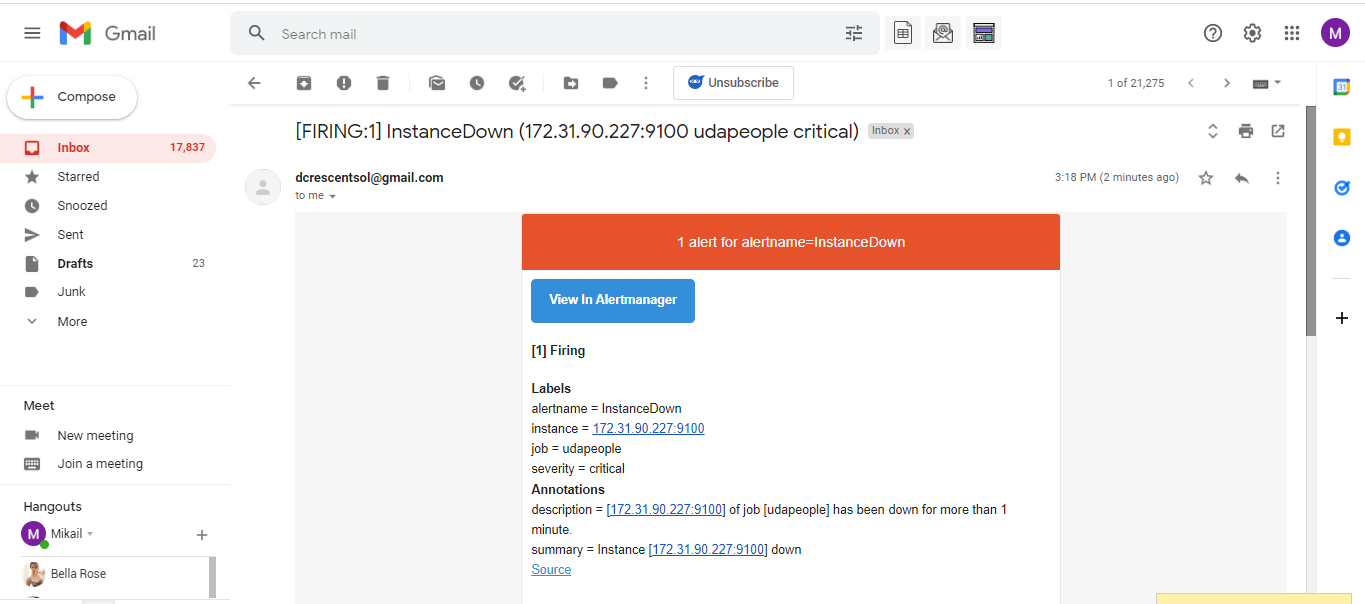 Gmail
Search mail
M
Compose
Unsubscribe
1 of 21,275
31
Inbox 17,837
Starred
Snoozed
Sent
Drafts 23
Junk
More
Meet
New meeting
Join a meeting
Hangouts
M Mikail
Bella Rose
[FIRING:1] InstanceDown (172.31.90.227:9100 udapeople critical) Inbox x
dcrescentsol@gmail.com 3:18 PM (2 minutes ago)
to me
1 alert for alertname=InstanceDown
View In Alertmanager
[1] Firing
Labels
alertname = InstanceDown
instance = 172.31.90.227:9100
job = udapeople
severity = critical
Annotations
description = [172.31.90.227:9100] of job [udapeople] has been down for more than 1
minute.
summary = Instance [172.31.90.227:9100] down
Source